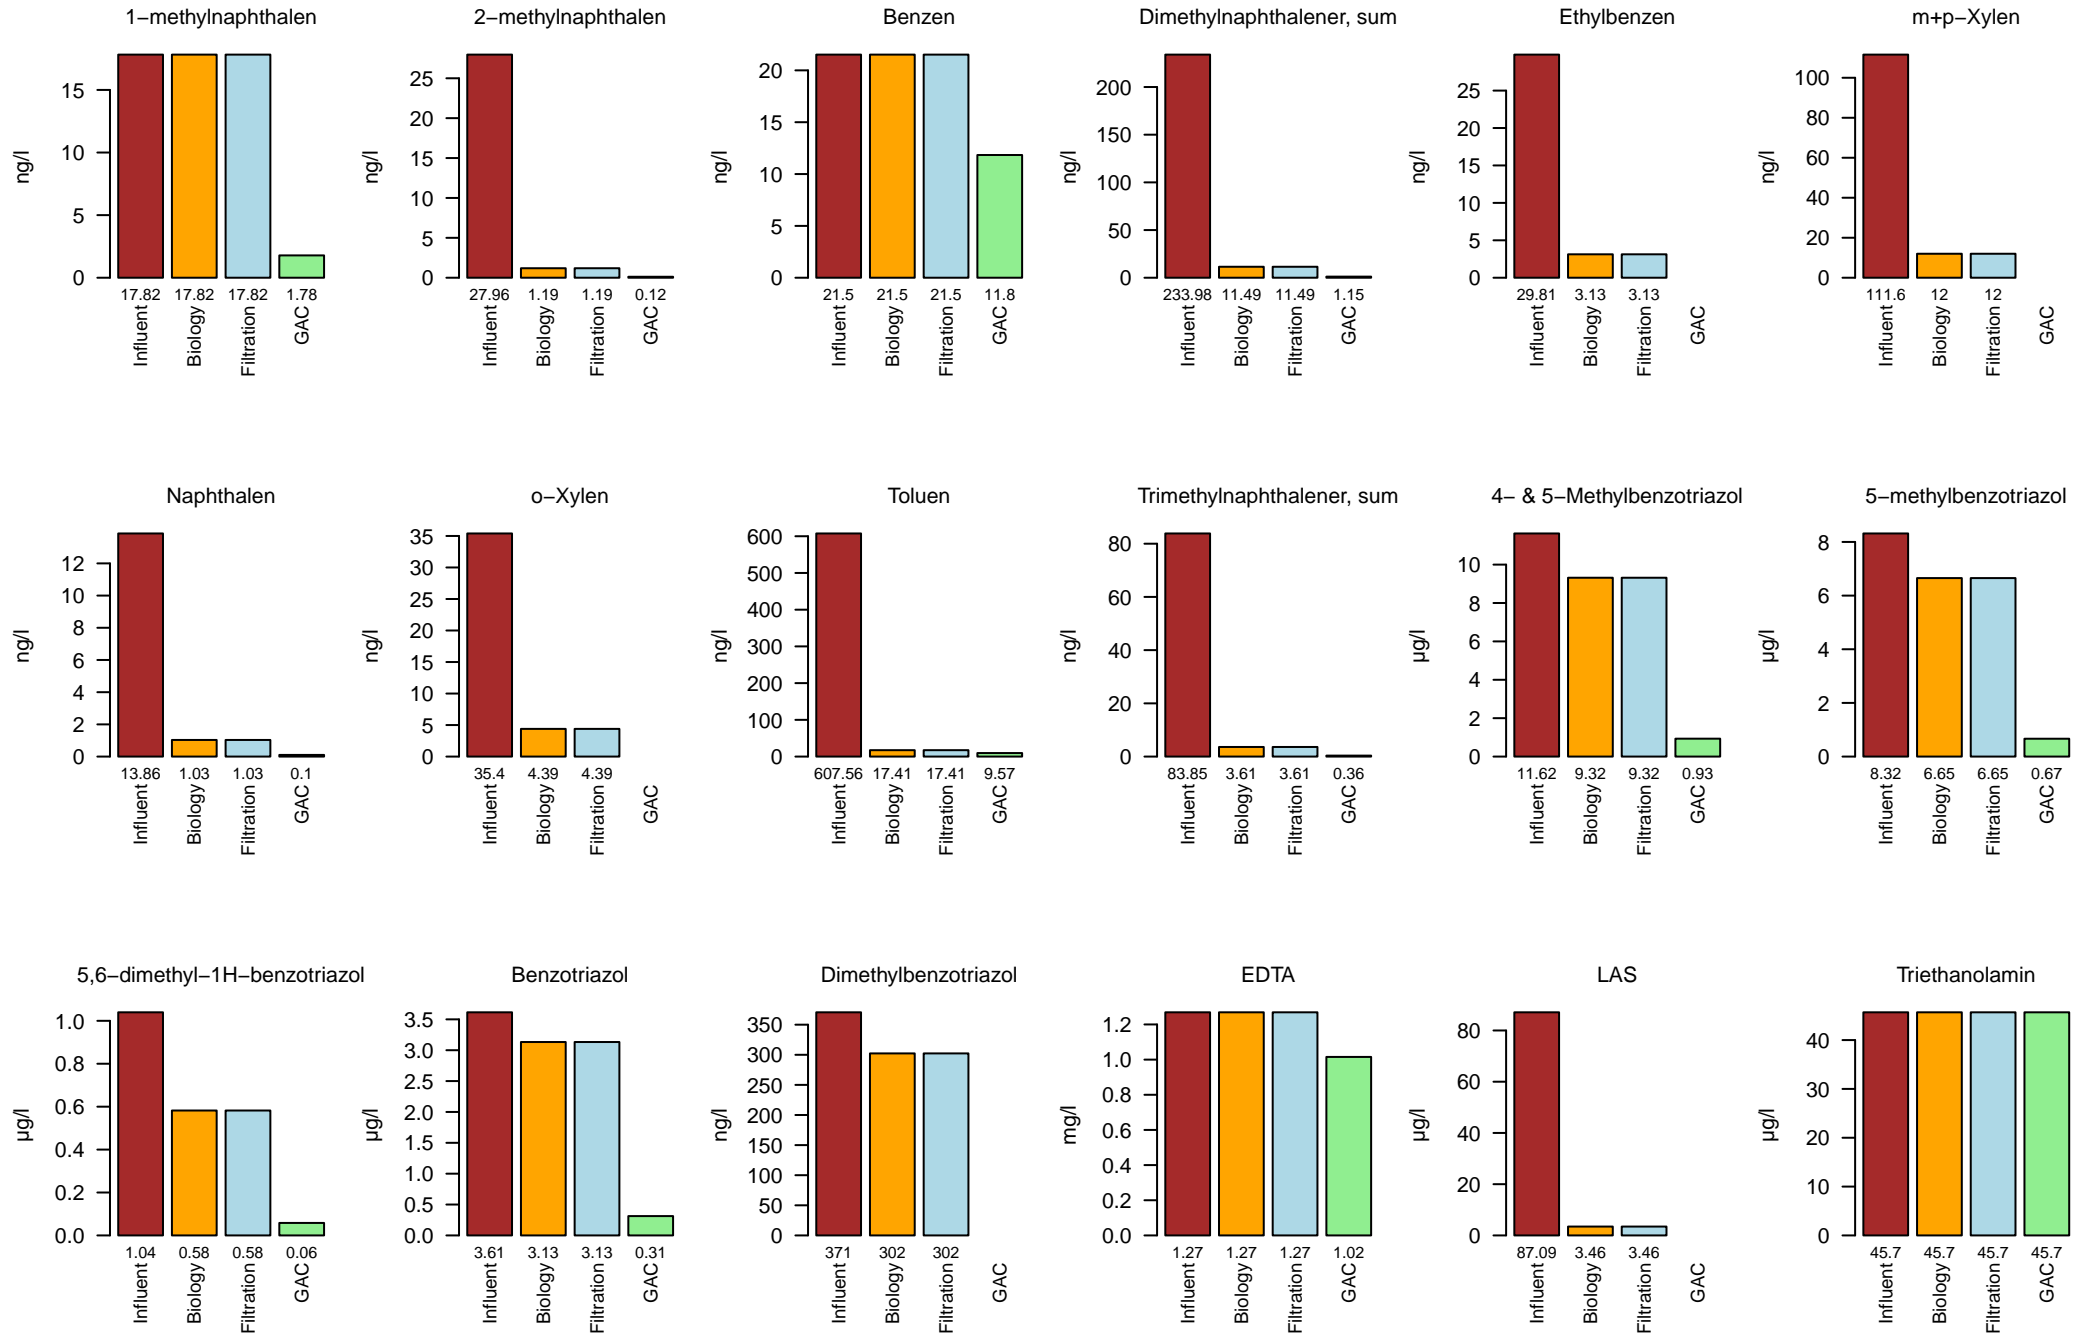 1−methylnaphthalen
ng/l
15
10
5
0
17.82 17.82 17.82 1.78
Influent Biology Filtration GAC
2−methylnaphthalen
ng/l
25
20
15
10
5
0
27.96 1.19 1.19 0.12
Influent Biology Filtration GAC
Benzen
ng/l
20
15
10
5
0
21.5 21.5 21.5 11.8
Influent Biology Filtration GAC
Dimethylnaphthalener, sum
ng/l
200
150
100
50
0
233.98 11.49 11.49 1.15
Influent Biology Filtration GAC
Ethylbenzen
ng/l
25
20
15
10
5
0
29.81 3.13 3.13
Influent Biology Filtration GAC
m+p−Xylen
ng/l
100
80
60
40
20
0
111.6 12 12
Influent Biology Filtration GAC
Naphthalen
ng/l
12
10
8
6
4
2
0
13.86 1.03 1.03 0.1
Influent Biology Filtration GAC
o−Xylen
ng/l
35
30
25
20
15
10
5
0
35.4 4.39 4.39
Influent Biology Filtration GAC
Toluen
ng/l
600
500
400
300
200
100
0
607.56 17.41 17.41 9.57
Influent Biology Filtration GAC
Trimethylnaphthalener, sum
ng/l
80
60
40
20
0
83.85 3.61 3.61 0.36
Influent Biology Filtration GAC
4− & 5−Methylbenzotriazol
µg/l
10
8
6
4
2
0
11.62 9.32 9.32 0.93
Influent Biology Filtration GAC
5−methylbenzotriazol
µg/l
8
6
4
2
0
8.32 6.65 6.65 0.67
Influent Biology Filtration GAC
5,6−dimethyl−1H−benzotriazol
µg/l
1.0
0.8
0.6
0.4
0.2
0.0
1.04 0.58 0.58 0.06
Influent Biology Filtration GAC
Benzotriazol
µg/l
3.5
3.0
2.5
2.0
1.5
1.0
0.5
0.0
3.61 3.13 3.13 0.31
Influent Biology Filtration GAC
Dimethylbenzotriazol
ng/l
350
300
250
200
150
100
50
0
371 302 302
Influent Biology Filtration GAC
EDTA
mg/l
1.2
1.0
0.8
0.6
0.4
0.2
0.0
1.27 1.27 1.27 1.02
Influent Biology Filtration GAC
LAS
µg/l
80
60
40
20
0
87.09 3.46 3.46
Influent Biology Filtration GAC
Triethanolamin
µg/l
40
30
20
10
0
45.7 45.7 45.7 45.7
Influent Biology Filtration GAC